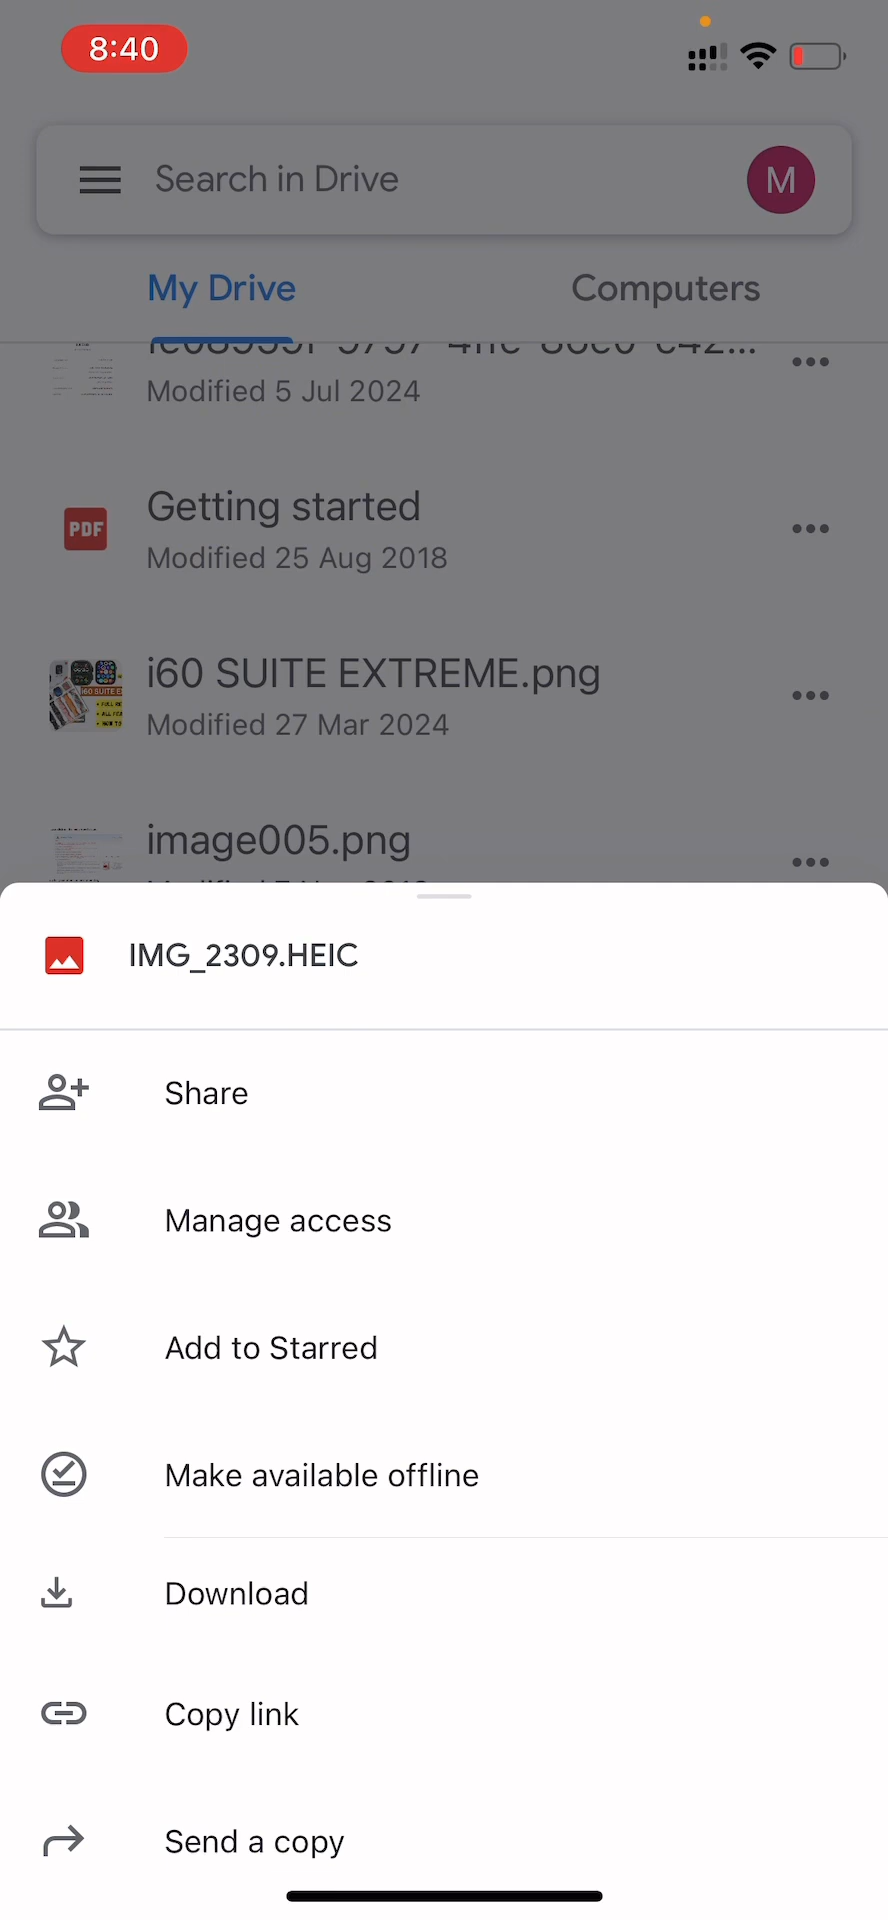 8:40
Search in Drive
M
My Drive
Computers
Modified 5 Jul 2024
PDF
Getting started
Modified 25 Aug 2018
i60 SUITE EXTREME.png
Modified 27 Mar 2024
image005.png
IMG_2309.HEIC
Share
Manage access
Add to Starred
Make available offline
Download
Copy link
Send a copy